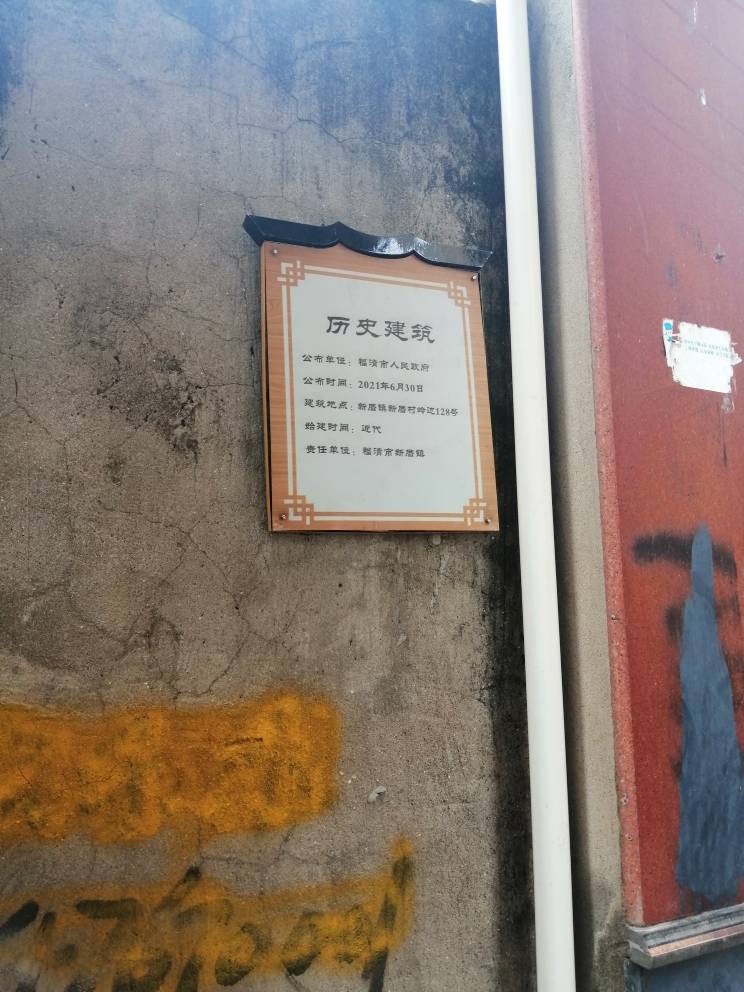 历史建筑
公布单位：福清市人民政府
公布时间：2021年6月30日
建筑地点：新厝镇新厝村岭边128号
始建时间：近代
责任单位：福清市新厝镇